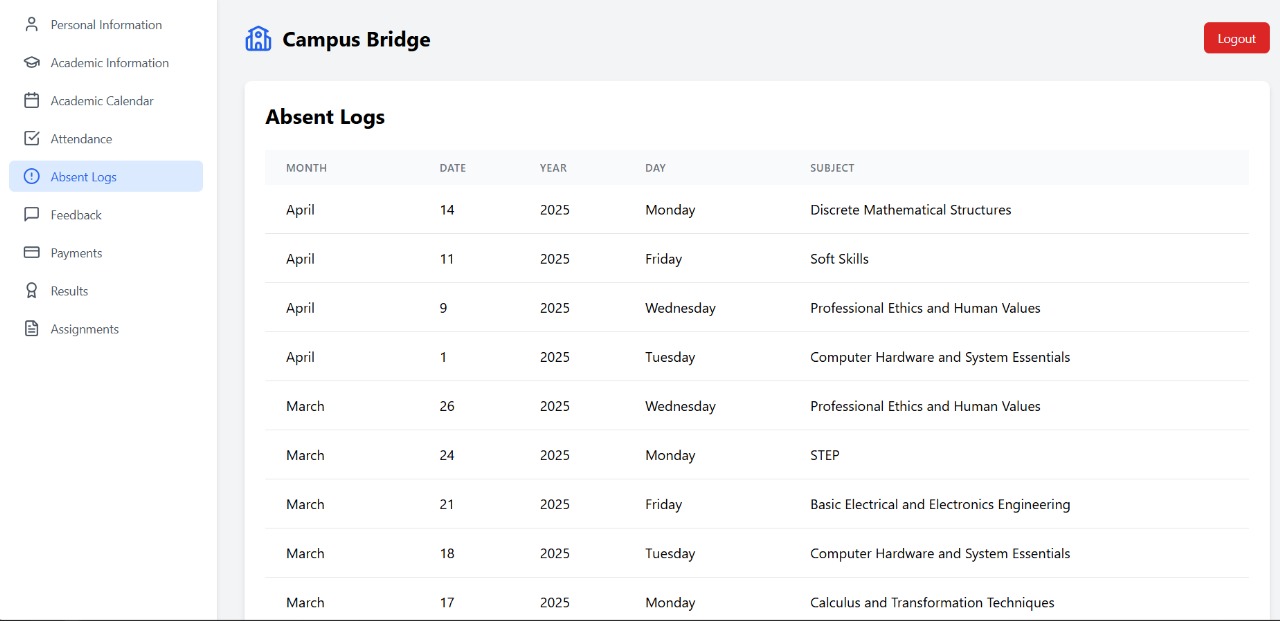 Personal Information
Academic Information
Academic Calendar
Attendance
Absent Logs
Feedback
Payments
Results
Assignments
Campus Bridge
Logout
Absent Logs
MONTH DATE YEAR DAY SUBJECT
April 14 2025 Monday Discrete Mathematical Structures
April 11 2025 Friday Soft Skills
April 9 2025 Wednesday Professional Ethics and Human Values
April 1 2025 Tuesday Computer Hardware and System Essentials
March 26 2025 Wednesday Professional Ethics and Human Values
March 24 2025 Monday STEP
March 21 2025 Friday Basic Electrical and Electronics Engineering
March 18 2025 Tuesday Computer Hardware and System Essentials
March 17 2025 Monday Calculus and Transformation Techniques